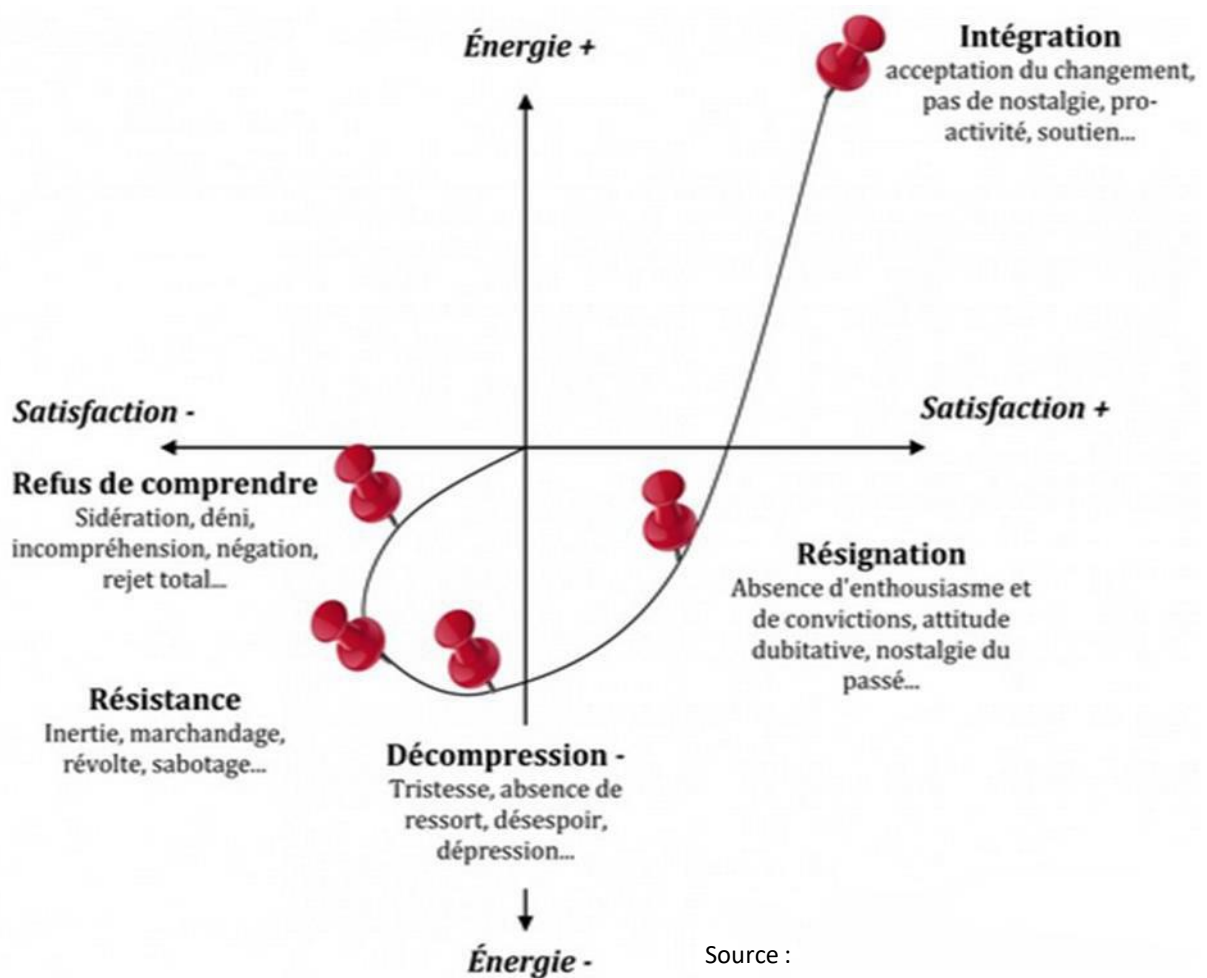 Énergie +
Intégration
acceptation du changement,
pas de nostalgie, pro-
activité, soutien...
Satisfaction -
Satisfaction +
Refus de comprendre
Sidération, déni,
incompréhension, négation,
rejet total...
Résignation
Absence d'enthousiasme et
de convictions, attitude
dubitative, nostalgie du
passé...
Résistance
Inertie, marchandage,
révolte, sabotage...
Décompression -
Tristesse, absence de
ressort, désespoir,
dépression...
Énergie -
Source :